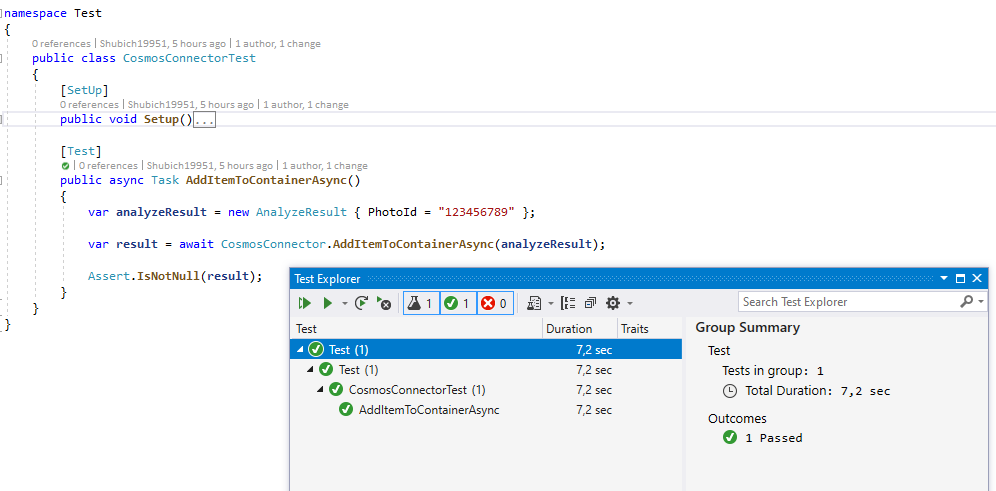 namespace Test
{
0 references | Shubich19951, 5 hours ago | 1 author, 1 change
public class CosmosConnectorTest
{
[SetUp]
0 references | Shubich19951, 5 hours ago | 1 author, 1 change
public void Setup()...
[Test]
| 0 references | Shubich19951, 5 hours ago | 1 author, 1 change
public async Task AddItemToContainerAsync()
{
var analyzeResult = new AnalyzeResult { PhotoId = "123456789" };
var result = await CosmosConnector.AddItemToContainerAsync(analyzeResult);
Assert.IsNotNull(result);
}
}
}
Test Explorer
1 1 0 Search Test Explorer
Test Duration Traits
Test (1) 7,2 sec
Test (1) 7,2 sec
CosmosConnectorTest (1) 7,2 sec
AddItemToContainerAsync 7,2 sec
Group Summary
Test
Tests in group: 1
Total Duration: 7,2 sec
Outcomes
1 Passed